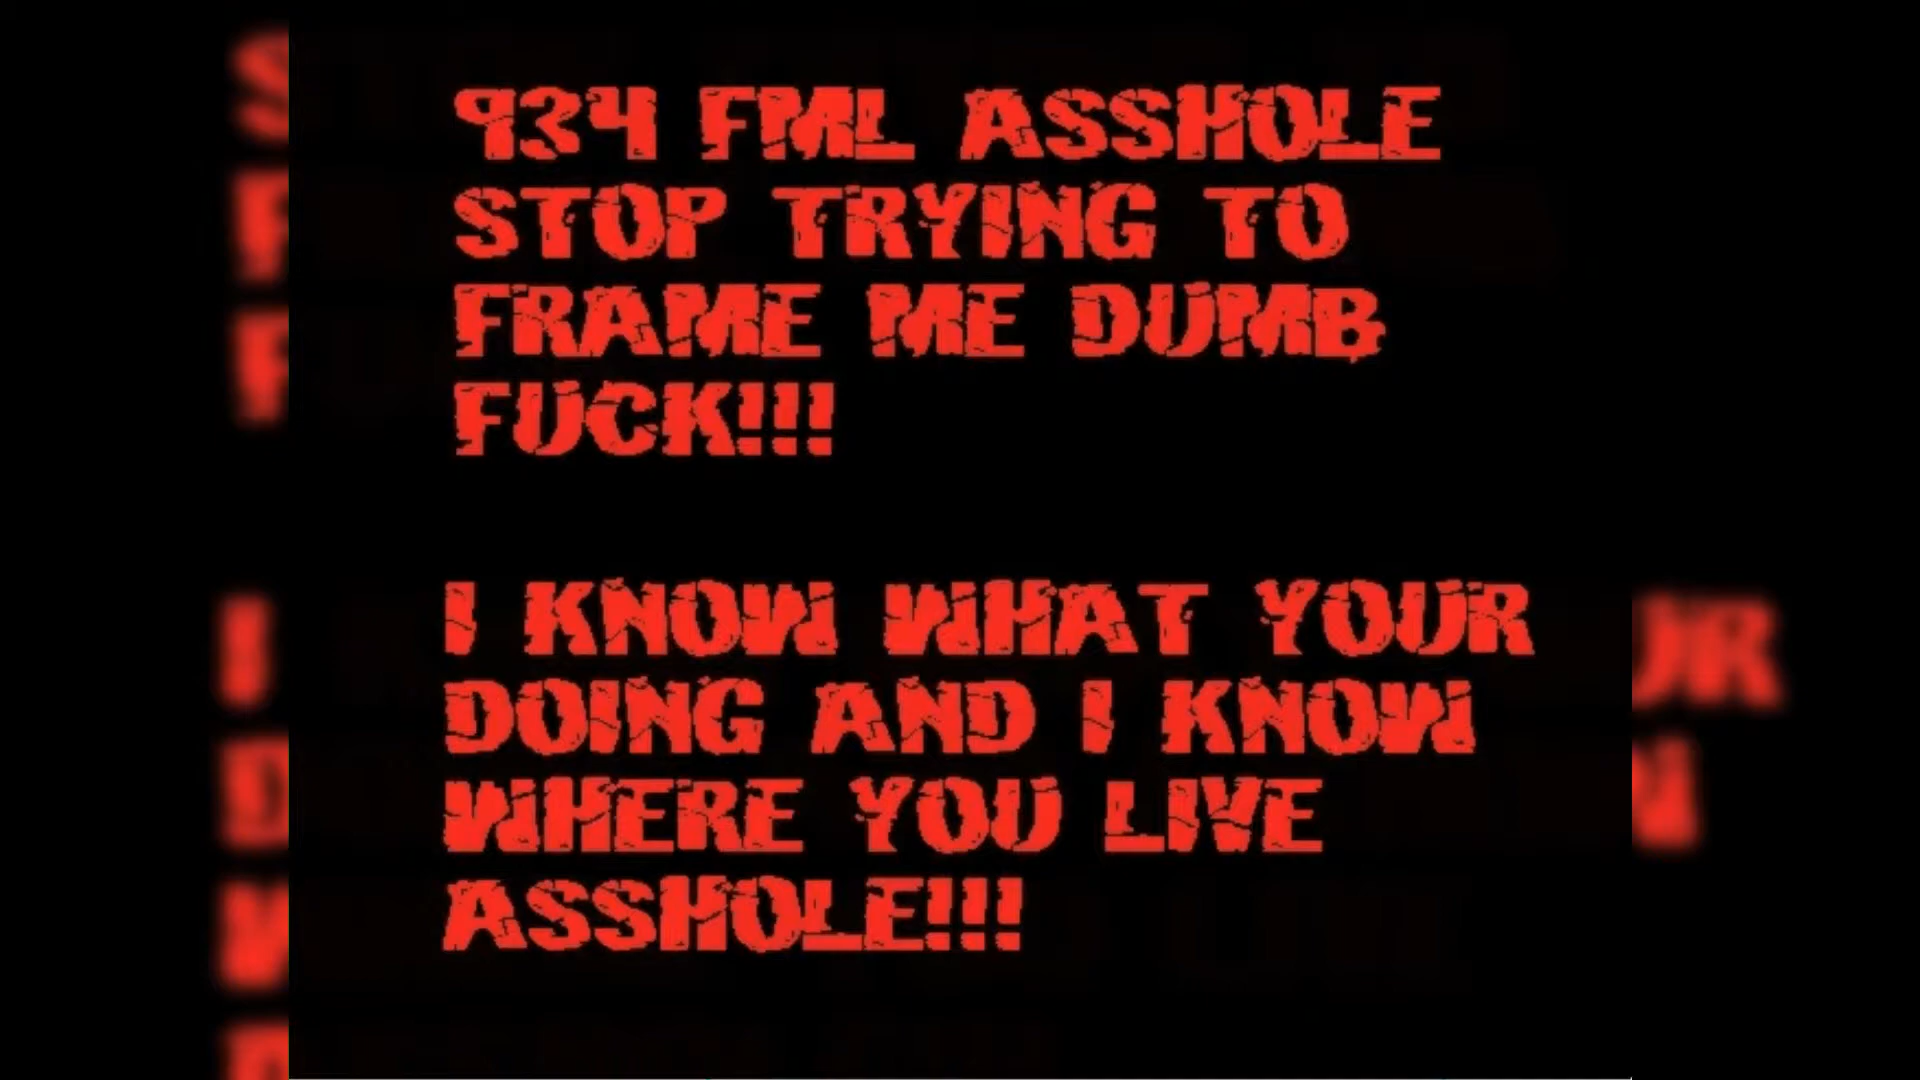 934 FML ASSHOLE
STOP TRYING TO
FRAME ME DUMB
FUCK!!!
I KNOW WHAT YOUR
DOING AND I KNOW
WHERE YOU LIVE
ASSHOLE!!!